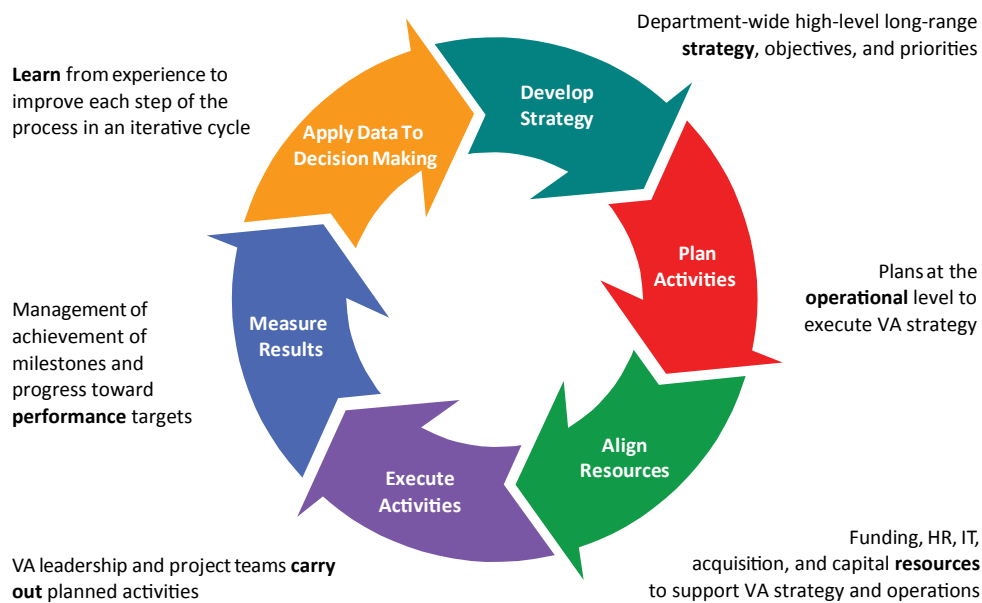 Department-wide high-level long-range
strategy, objectives, and priorities
Learn from experience to
improve each step of the
process in an iterative cycle
Develop
Strategy
Apply Data To
Decision Making
Plan
Activities
Plans at the
operational level to
execute VA strategy
Management of
achievement of
milestones and
progress toward
performance targets
Measure
Results
Align
Resources
Execute
Activities
Funding, HR, IT,
acquisition, and capital resources
to support VA strategy and operations
VA leadership and project teams carry
out planned activities